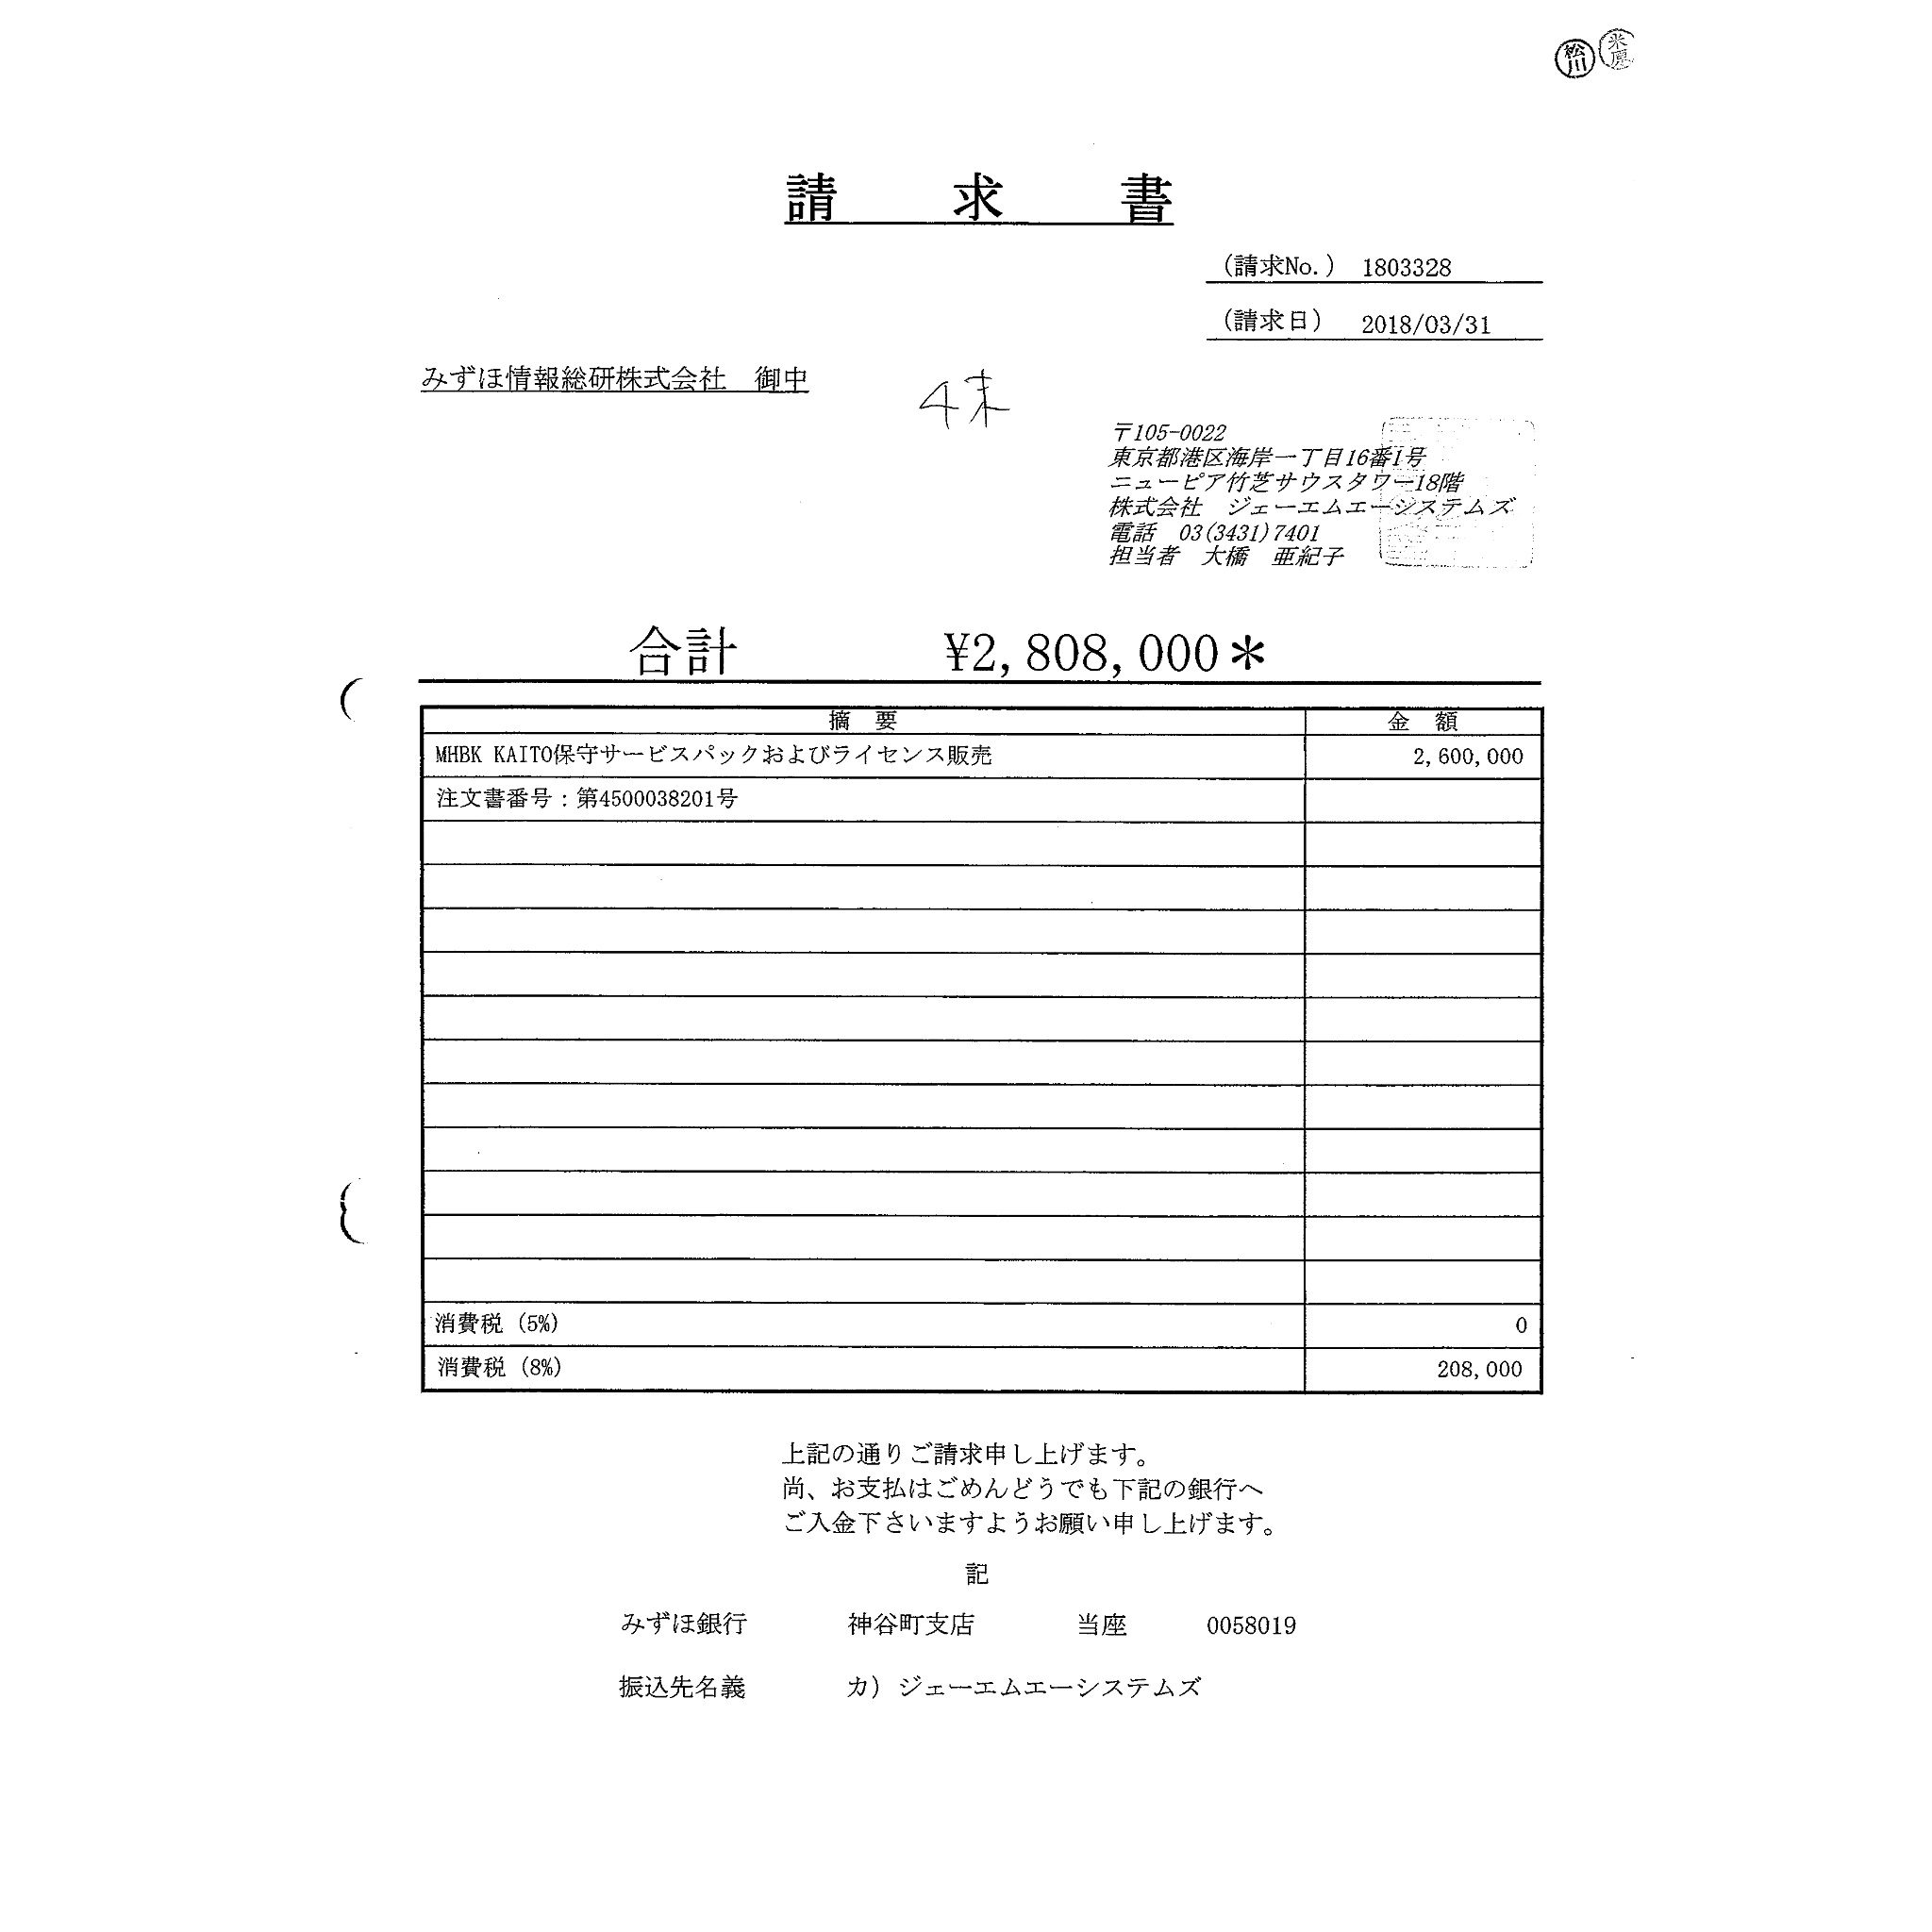 松川
米原
請求書
（請求No.） 1803328
（請求日） 2018/03/31
みずほ情報総研株式会社　御中
4末
〒105-0022
東京都港区海岸一丁目16番1号
ニューピア竹芝サウスタワー18階
株式会社　ジェーエムエーシステムズ
電話　03(3431)7401
担当者　大橋　亜紀子
合計 ¥2,808,000＊
摘　要 金　額
MHBK KAITO保守サービスパックおよびライセンス販売 2,600,000
注文書番号：第4500038201号
消費税（5%） 0
消費税（8%） 208,000
上記の通りご請求申し上げます。
尚、お支払はごめんどうでも下記の銀行へ
ご入金下さいますようお願い申し上げます。
記
みずほ銀行　神谷町支店　当座　0058019
振込先名義　カ）ジェーエムエーシステムズ